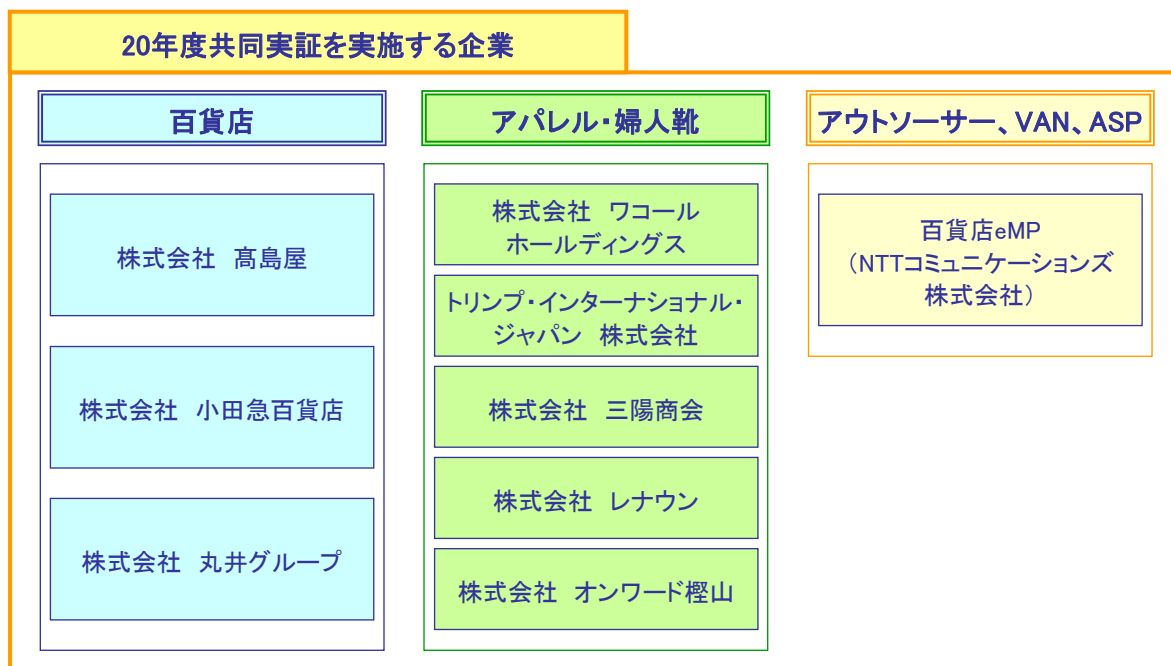 20年度共同実証を実施する企業
百貨店
株式会社 髙島屋
株式会社 小田急百貨店
株式会社 丸井グループ
アパレル・婦人靴
株式会社 ワコール
ホールディングス
トリンプ・インターナショナル・
ジャパン 株式会社
株式会社 三陽商会
株式会社 レナウン
株式会社 オンワード樫山
アウトソーサー、VAN、ASP
百貨店eMP
（NTTコミュニケーションズ
株式会社）